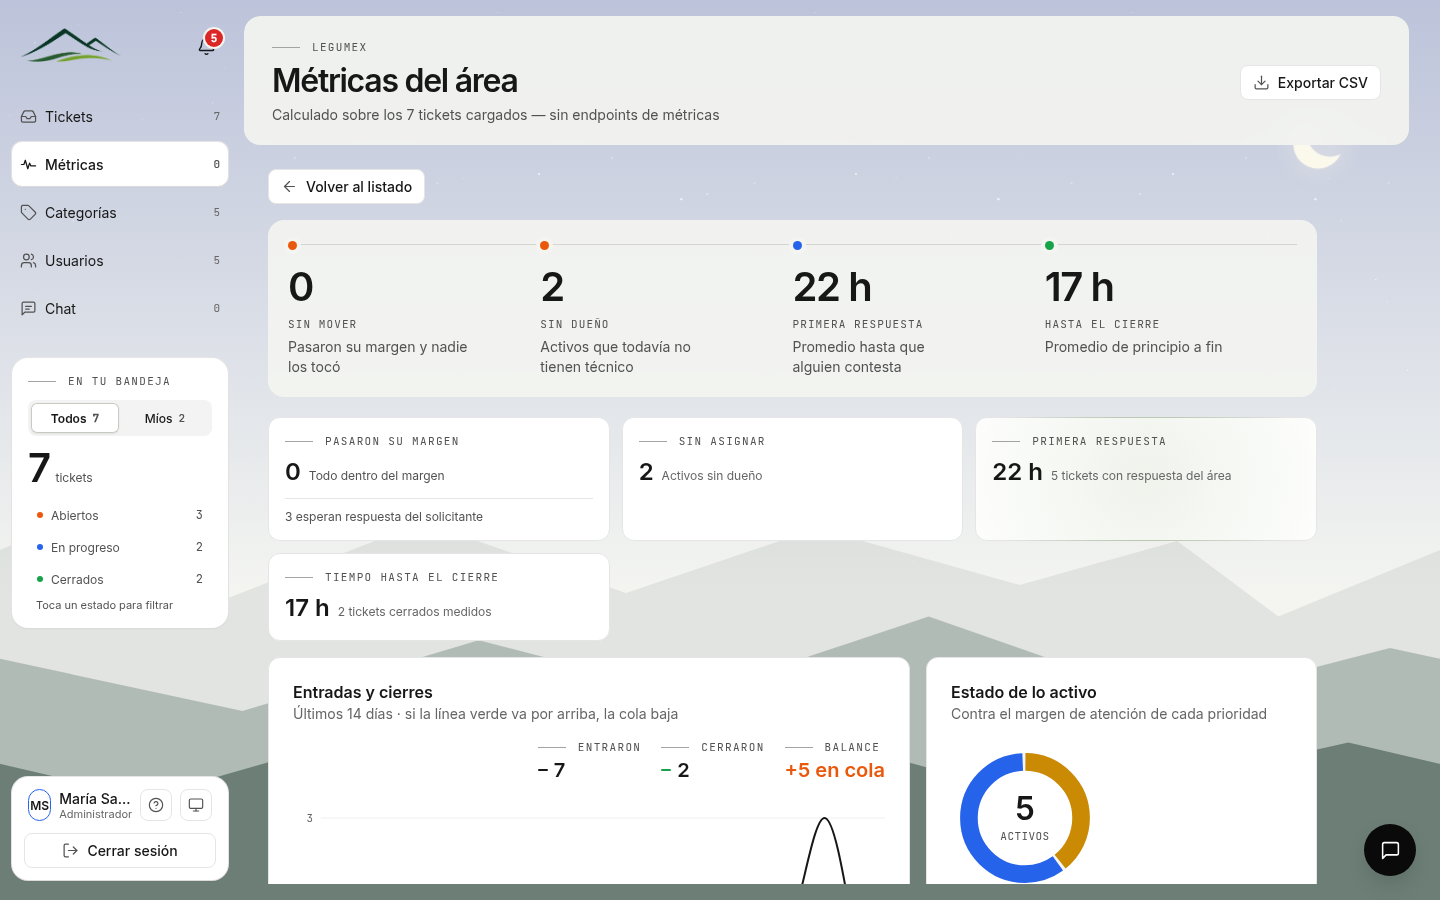 5
Tickets 7
Métricas 0
Categorías 5
Usuarios 5
Chat 0
EN TU BANDEJA
Todos 7 Míos 2
7 tickets
Abiertos 3
En progreso 2
Cerrados 2
Toca un estado para filtrar
MS
María Sa...
Administrador
Cerrar sesión
LEGUMEX
Métricas del área
Calculado sobre los 7 tickets cargados — sin endpoints de métricas
Exportar CSV
Volver al listado
0
SIN MOVER
Pasaron su margen y nadie
los tocó
2
SIN DUEÑO
Activos que todavía no
tienen técnico
22 h
PRIMERA RESPUESTA
Promedio hasta que
alguien contesta
17 h
HASTA EL CIERRE
Promedio de principio a fin
PASARON SU MARGEN
0 Todo dentro del margen
3 esperan respuesta del solicitante
SIN ASIGNAR
2 Activos sin dueño
PRIMERA RESPUESTA
22 h 5 tickets con respuesta del área
TIEMPO HASTA EL CIERRE
17 h 2 tickets cerrados medidos
Entradas y cierres
Últimos 14 días · si la línea verde va por arriba, la cola baja
ENTRARON
7
CERRARON
2
BALANCE
+5 en cola
3
Estado de lo activo
Contra el margen de atención de cada prioridad
5
ACTIVOS